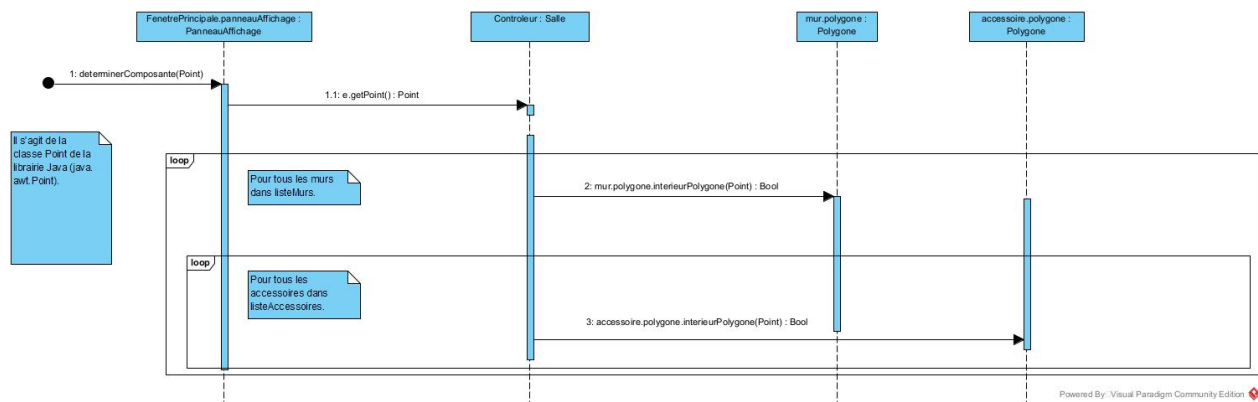 FenetrePrincipale.panneauAffichage :
PanneauAffichage
Controleur : Salle
mur.polygone :
Polygone
accessoire.polygone :
Polygone
1: determinerComposante(Point)
1.1: e.getPoint() : Point
Il s'agit de la
classe Point de la
librairie Java (java.
awt.Point).
loop
Pour tous les murs
dans listeMurs.
2: mur.polygone.interieurPolygone(Point) : Bool
loop
Pour tous les
accessoires dans
listeAccessoires.
3: accessoire.polygone.interieurPolygone(Point) : Bool
Powered By Visual Paradigm Community Edition